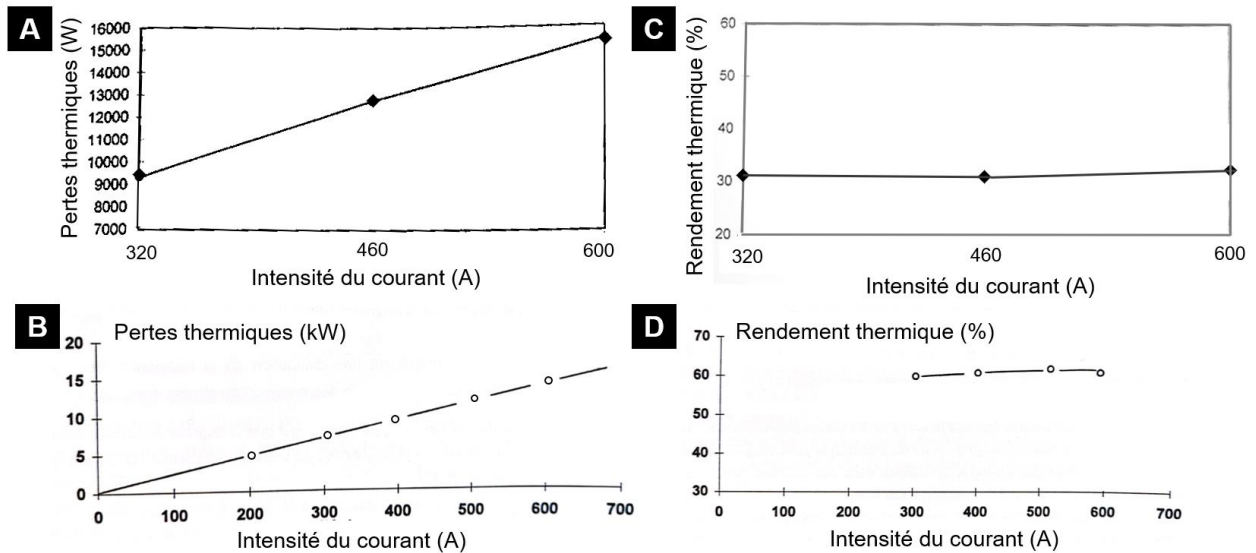 A
Pertes thermiques (W)
16000
15000
14000
13000
12000
11000
10000
9000
8000
7000
320 460 600
Intensité du courant (A)
C
Rendement thermique (%)
60
50
40
30
20
320 460 600
Intensité du courant (A)
B
Pertes thermiques (kW)
20
15
10
5
0
0 100 200 300 400 500 600 700
Intensité du courant (A)
D
Rendement thermique (%)
70
60
50
40
30
0 100 200 300 400 500 600 700
Intensité du courant (A)